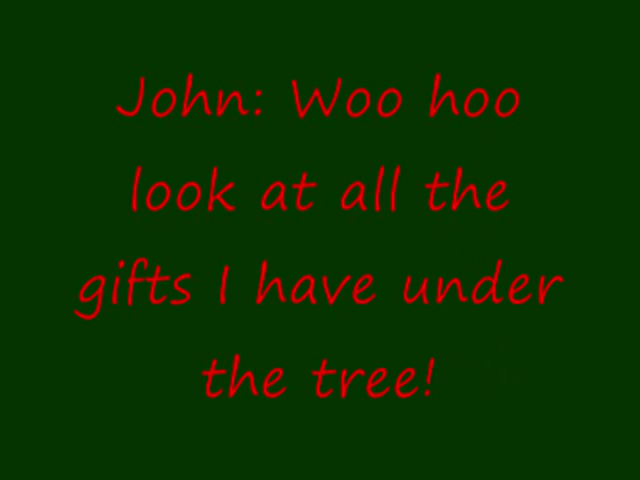 John: Woo hoo
look at all the
gifts I have under
the tree!